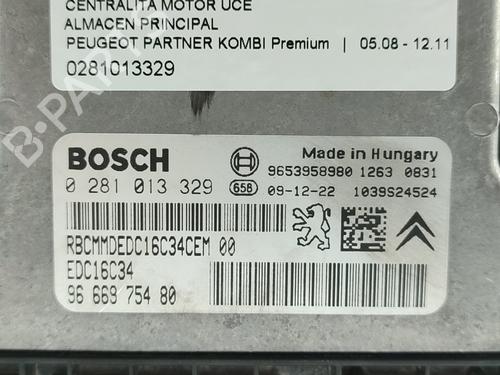 CENTRALITA MOTOR UCE
ALMACEN PRINCIPAL
PEUGEOT PARTNER KOMBI Premium | 05.08 - 12.11
0281013329
B-PARTS
BOSCH
Made in Hungary
9653958980 1263 0831
0 281 013 329
658
09-12-22 1039S24524
RBCMMDEDC16C34CEM 00
EDC16C34
96 669 754 80